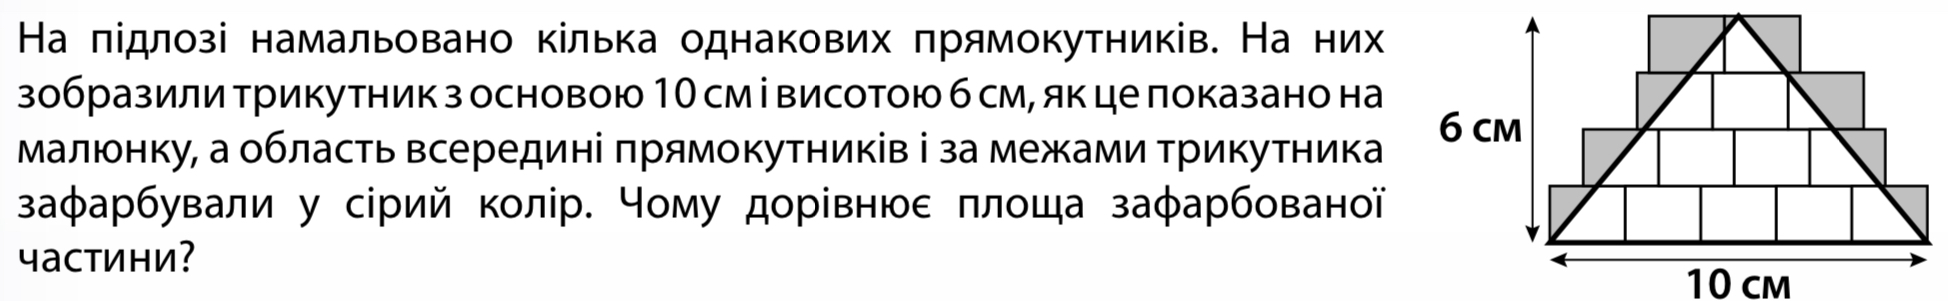 На підлозі намальовано кілька однакових прямокутників. На них
зобразили трикутник з основою 10 см і висотою 6 см, як це показано на
малюнку, а область всередині прямокутників і за межами трикутника
зафарбували у сірий колір. Чому дорівнює площа зафарбованої
частини?
6 см
10 см